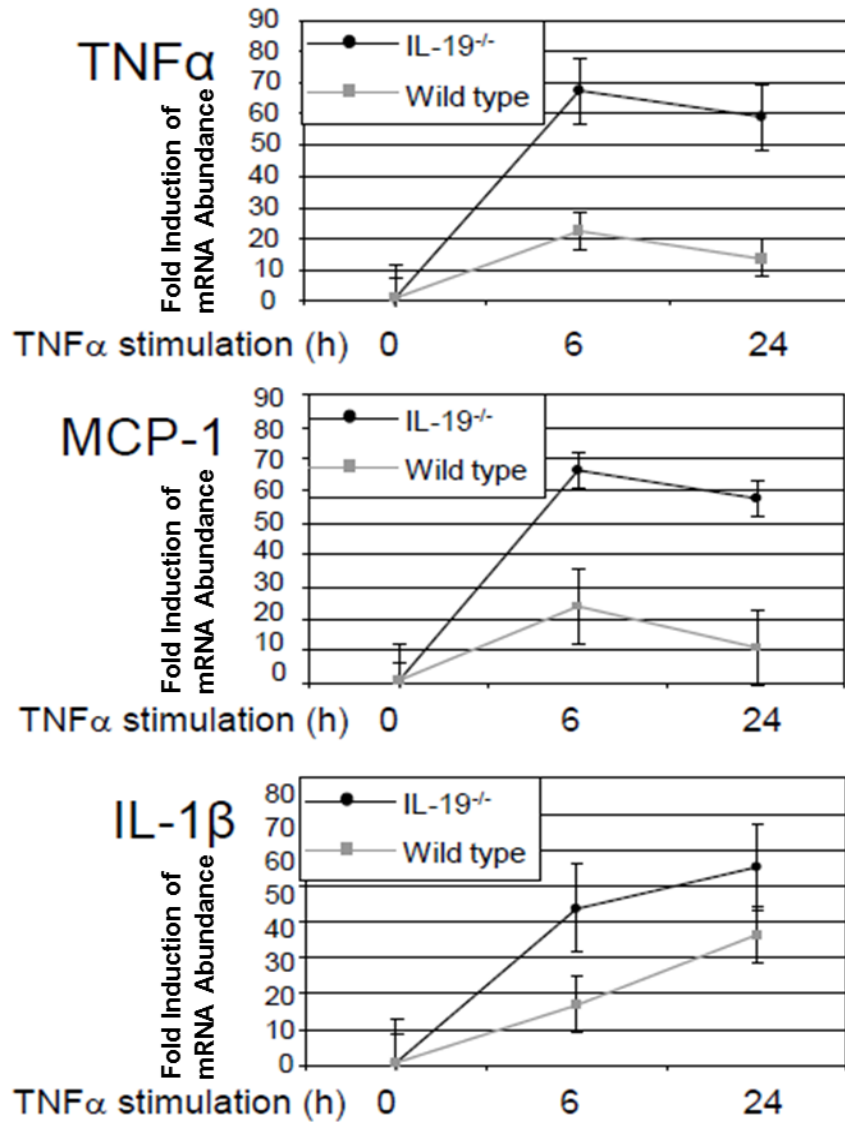 TNFα
Fold Induction of
mRNA Abundance
90
80
70
60
50
40
30
20
10
0
IL-19-/-
Wild type
TNFα stimulation (h) 0 6 24
MCP-1
Fold Induction of
mRNA Abundance
90
80
70
60
50
40
30
20
10
0
IL-19-/-
Wild type
TNFα stimulation (h) 0 6 24
IL-1β
Fold Induction of
mRNA Abundance
80
70
60
50
40
30
20
10
0
IL-19-/-
Wild type
TNFα stimulation (h) 0 6 24